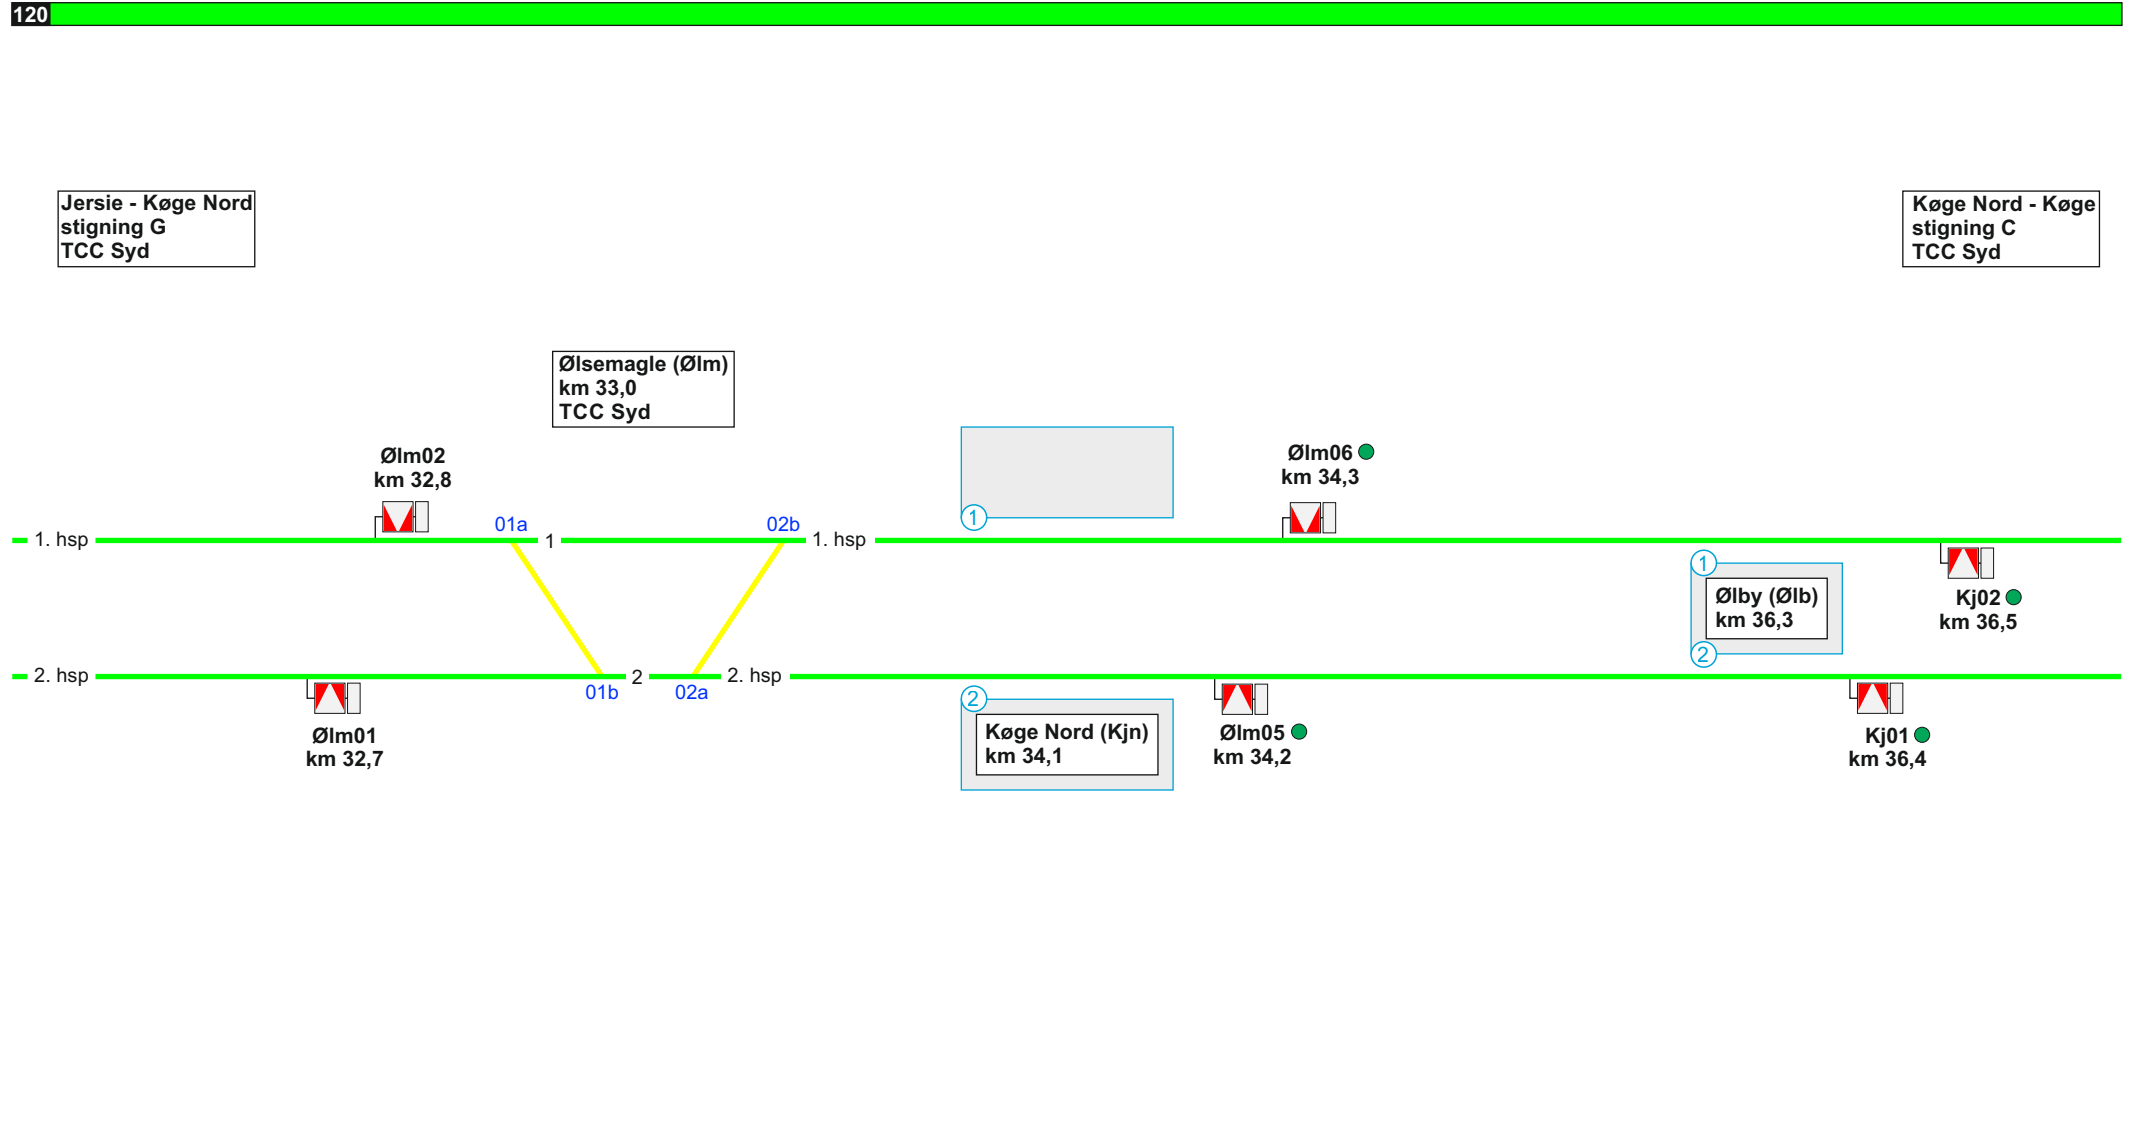 120
Jersie - Køge Nord
stigning G
TCC Syd
Køge Nord - Køge
stigning C
TCC Syd
Ølsemagle (Ølm)
km 33,0
TCC Syd
Ølm02
km 32,8
Ølm06
km 34,3
01a
02b
1
1. hsp
1
1. hsp
1
Ølby (Ølb)
km 36,3
2
Kj02
km 36,5
2. hsp
2
2. hsp
01b
02a
2
Ølm01
km 32,7
Køge Nord (Kjn)
km 34,1
Ølm05
km 34,2
Kj01
km 36,4